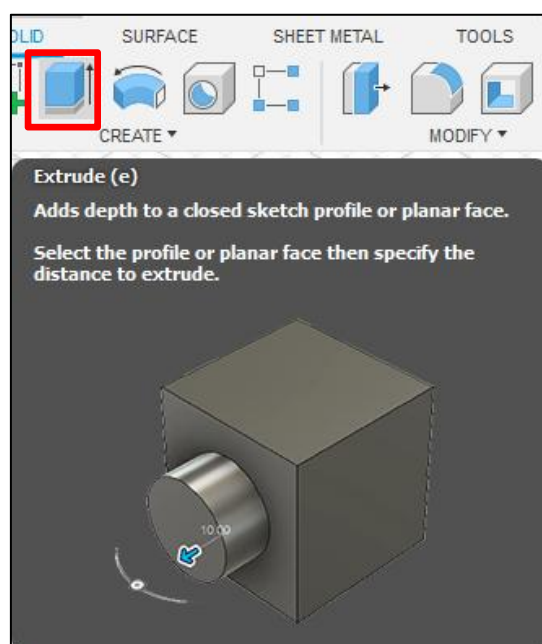 OLID SURFACE SHEET METAL TOOLS
CREATE ▼ MODIFY ▼
Extrude (e)
Adds depth to a closed sketch profile or planar face.
Select the profile or planar face then specify the
distance to extrude.
10.00